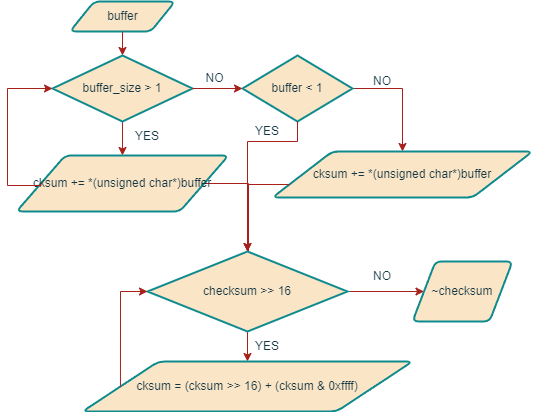 buffer
buffer_size > 1
NO
buffer < 1
NO
YES
YES
cksum += *(unsigned char*)buffer
cksum += *(unsigned char*)buffer
checksum >> 16
NO
~checksum
YES
cksum = (cksum >> 16) + (cksum & 0xffff)